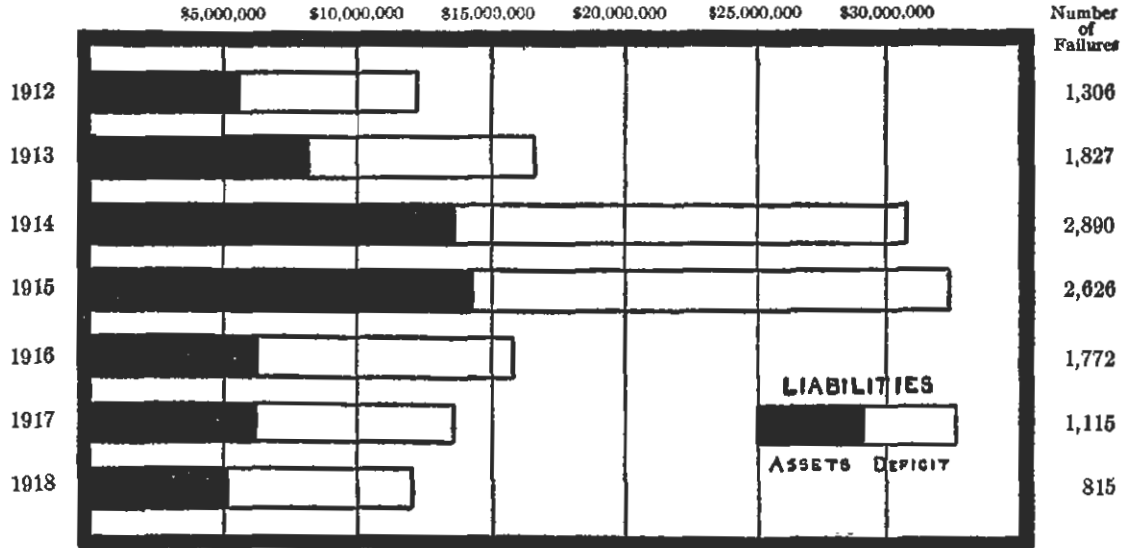 $5,000,000 $10,000,000 $15,000,000 $20,000,000 $25,000,000 $30,000,000
Number
of
Failures
1912 1,306
1913 1,827
1914 2,890
1915 2,626
1916 1,772
LIABILITIES
1917 1,115
ASSETS DEFICIT
1918 815